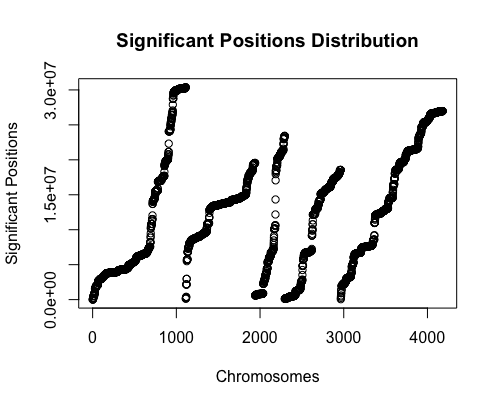 Significant Positions Distribution
3.0e+07
1.5e+07
0.0e+00
Significant Positions
0 1000 2000 3000 4000
Chromosomes